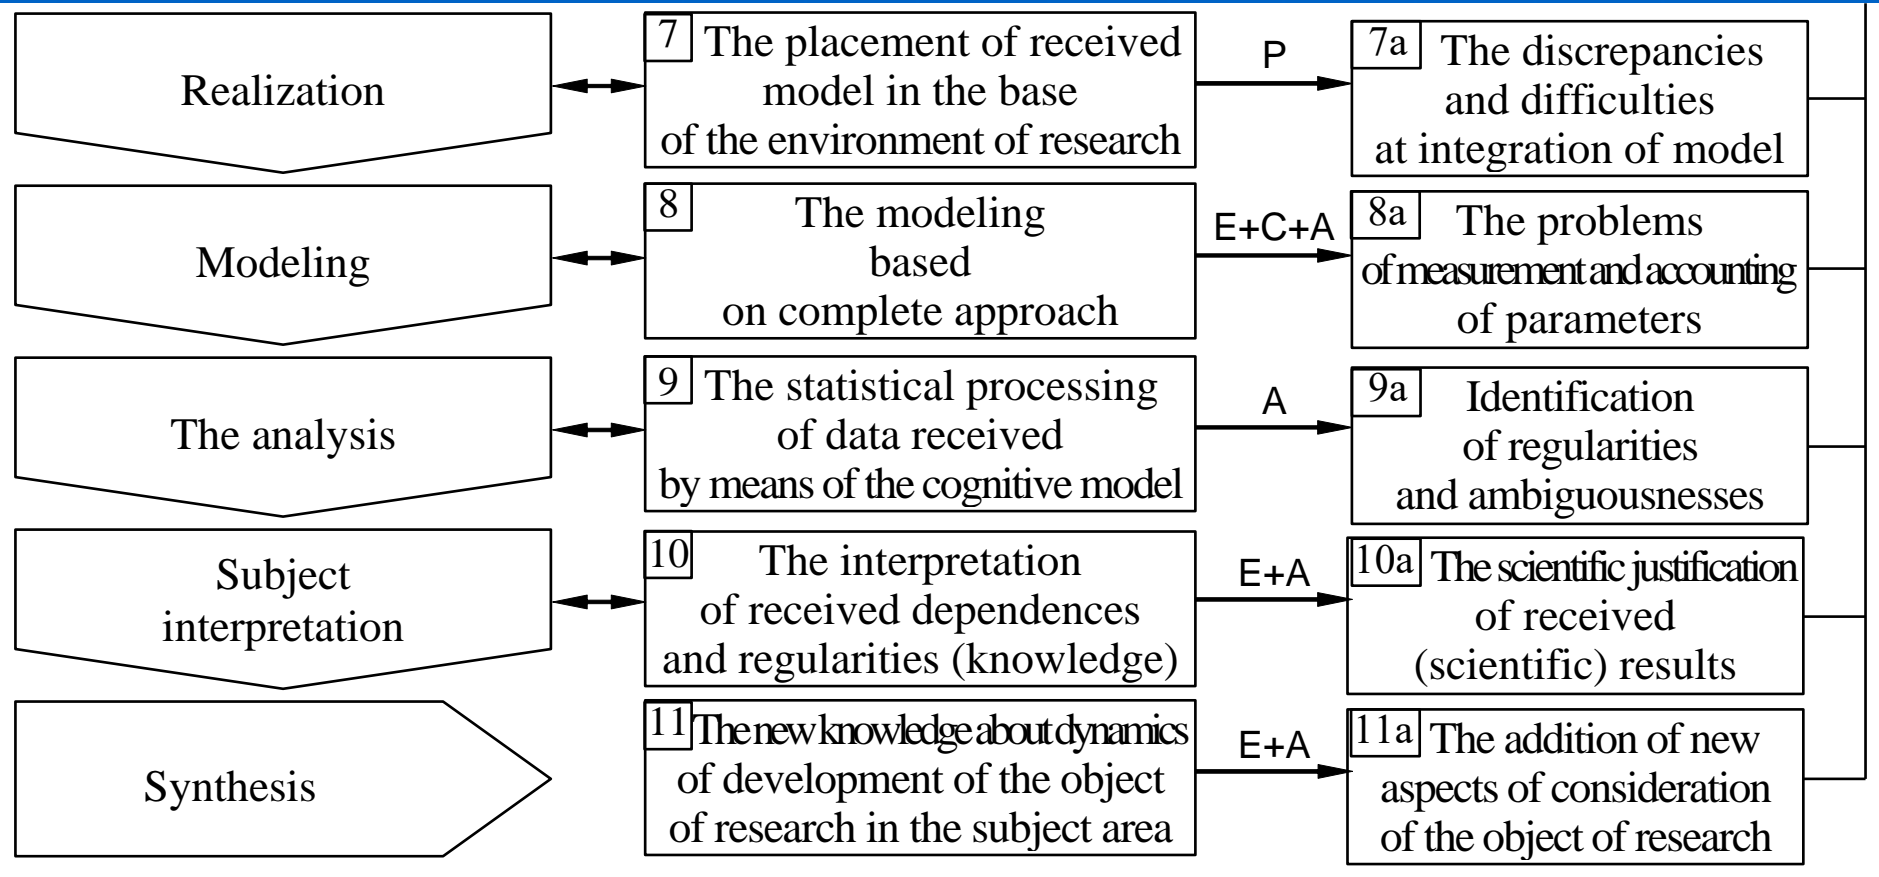 Realization
7
The placement of received
model in the base
of the environment of research
P
7a
The discrepancies
and difficulties
at integration of model
Modeling
8
The modeling
based
on complete approach
E+C+A
8a
The problems
of measurement and accounting
of parameters
The analysis
9
The statistical processing
of data received
by means of the cognitive model
A
9a
Identification
of regularities
and ambiguousnesses
Subject
interpretation
10
The interpretation
of received dependences
and regularities (knowledge)
E+A
10a
The scientific justification
of received
(scientific) results
Synthesis
11
The new knowledge about dynamics
of development of the object
of research in the subject area
E+A
11a
The addition of new
aspects of consideration
of the object of research